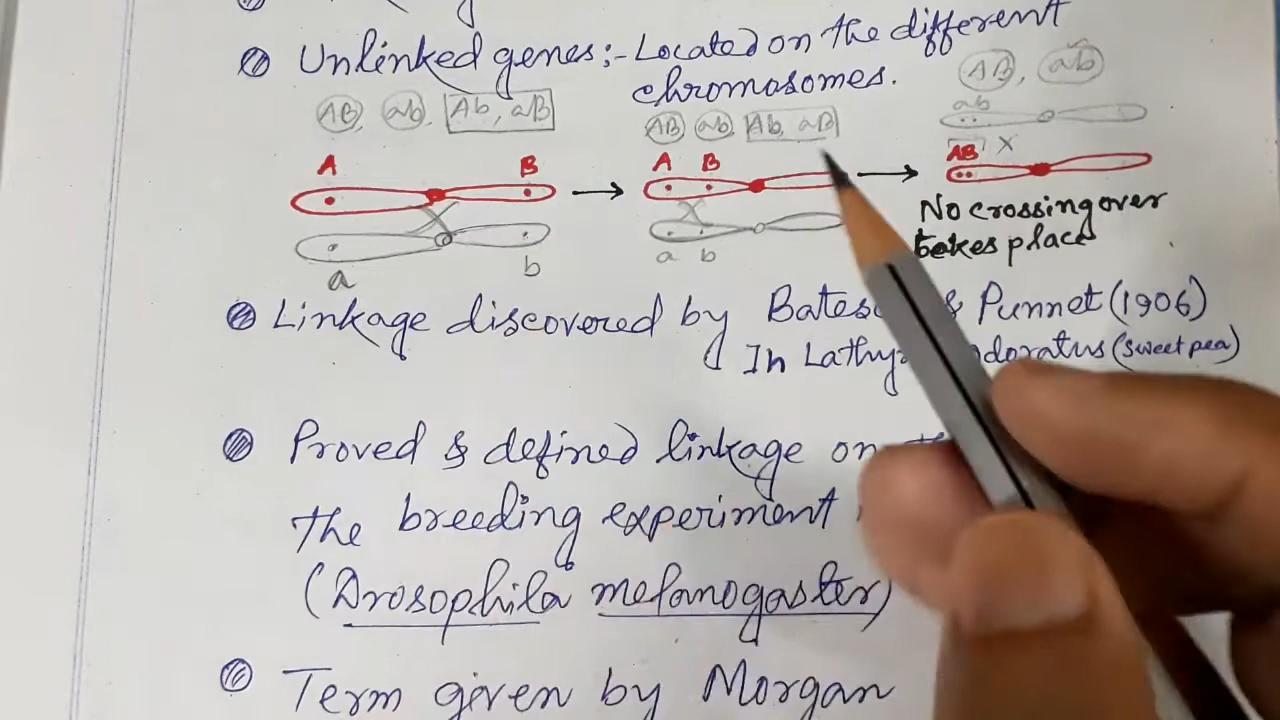 Unlinked genes:- Located on the different
chromosomes.
AB, ab, Ab, aB
AB ab, Ab, aB
AB, ab
A B
A B
ab
AB X
a b
a b
No crossing over
takes place
Linkage discovered by Bates & Punnet (1906)
In Lathy doratus (sweet pea)
Proved & defined linkage on
the breeding experiment
(Drosophila melanogaster)
Term given by Morgan